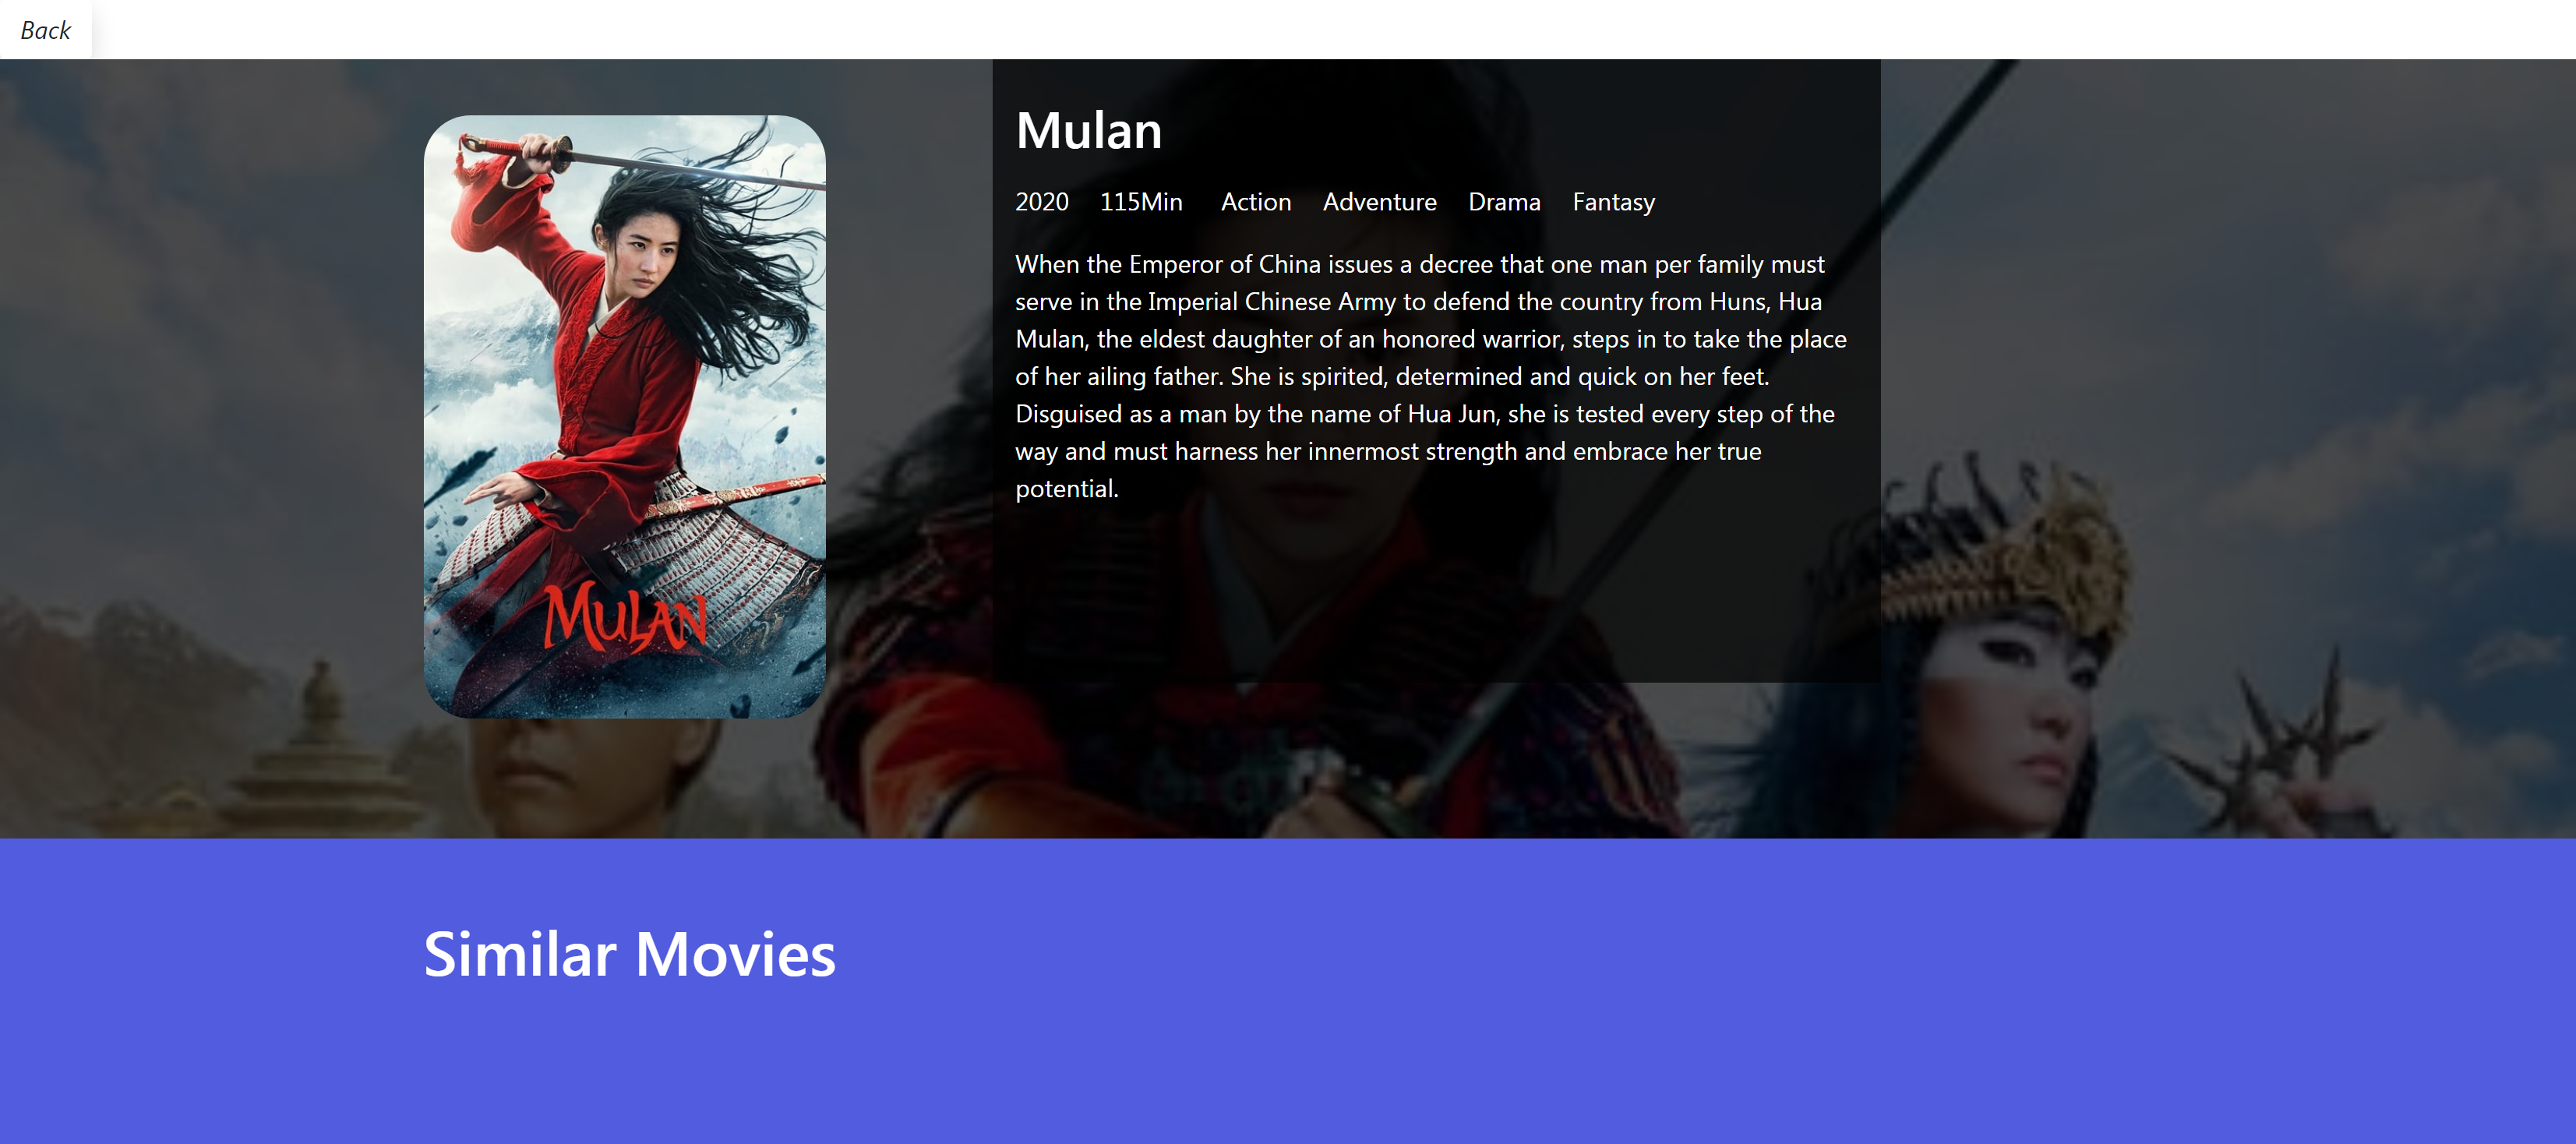 Back
Mulan
2020 115Min Action Adventure Drama Fantasy
When the Emperor of China issues a decree that one man per family must
serve in the Imperial Chinese Army to defend the country from Huns, Hua
Mulan, the eldest daughter of an honored warrior, steps in to take the place
of her ailing father. She is spirited, determined and quick on her feet.
Disguised as a man by the name of Hua Jun, she is tested every step of the
way and must harness her innermost strength and embrace her true
potential.
MULAN
Similar Movies